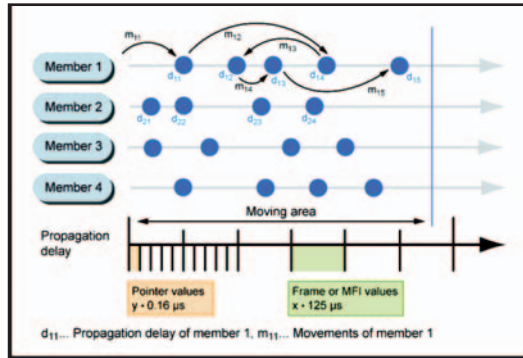 m11 m12 m13
Member 1
d11 d12 d13 d14 d15
m14 m15
Member 2
d21 d22 d23 d24
Member 3
Member 4
Moving area
Propagation
delay
Pointer values
y • 0.16 µs
Frame or MFI values
x • 125 µs
d11... Propagation delay of member 1, m11... Movements of member 1